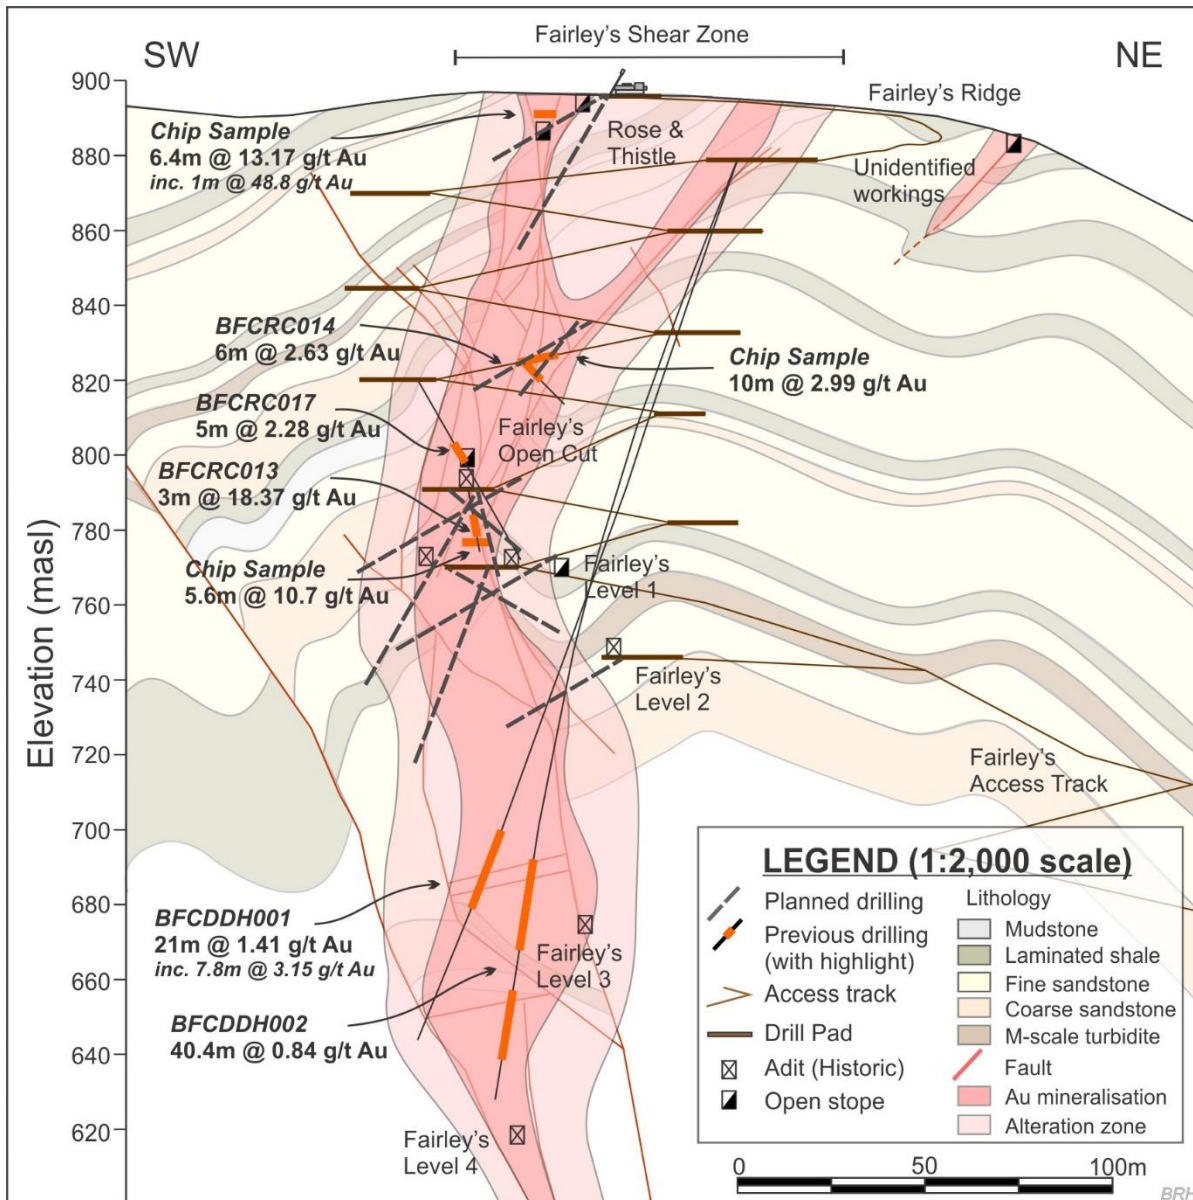 Fairley's Shear Zone
SW
NE
Elevation (masl)
900
880
860
840
820
800
780
760
740
720
700
680
660
640
620
Chip Sample
6.4m @ 13.17 g/t Au
inc. 1m @ 48.8 g/t Au
Rose &
Thistle
Fairley's Ridge
Unidentified
workings
BFCRC014
6m @ 2.63 g/t Au
Chip Sample
10m @ 2.99 g/t Au
BFCRC017
5m @ 2.28 g/t Au
Fairley's
Open Cut
BFCRC013
3m @ 18.37 g/t Au
Chip Sample
5.6m @ 10.7 g/t Au
Fairley's
Level 1
Fairley's
Level 2
Fairley's
Access Track
BFCDDH001
21m @ 1.41 g/t Au
inc. 7.8m @ 3.15 g/t Au
Fairley's
Level 3
BFCDDH002
40.4m @ 0.84 g/t Au
Fairley's
Level 4
LEGEND (1:2,000 scale)
Planned drilling
Previous drilling
(with highlight)
Access track
Drill Pad
Adit (Historic)
Open stope
Lithology
Mudstone
Laminated shale
Fine sandstone
Coarse sandstone
M-scale turbidite
Fault
Au mineralisation
Alteration zone
0 50 100m
BRH